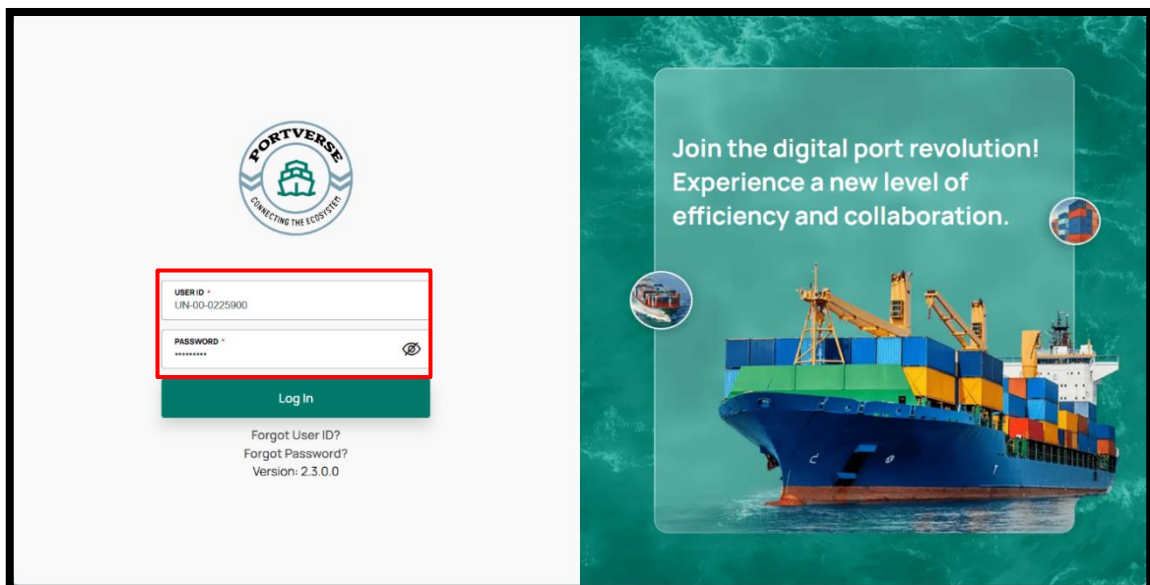 PORTVERSE
CONNECTING THE ECOSYSTEM
USER ID *
UN-00-0225900
PASSWORD *
•••••••••
Log In
Forgot User ID?
Forgot Password?
Version: 2.3.0.0
Join the digital port revolution!
Experience a new level of
efficiency and collaboration.